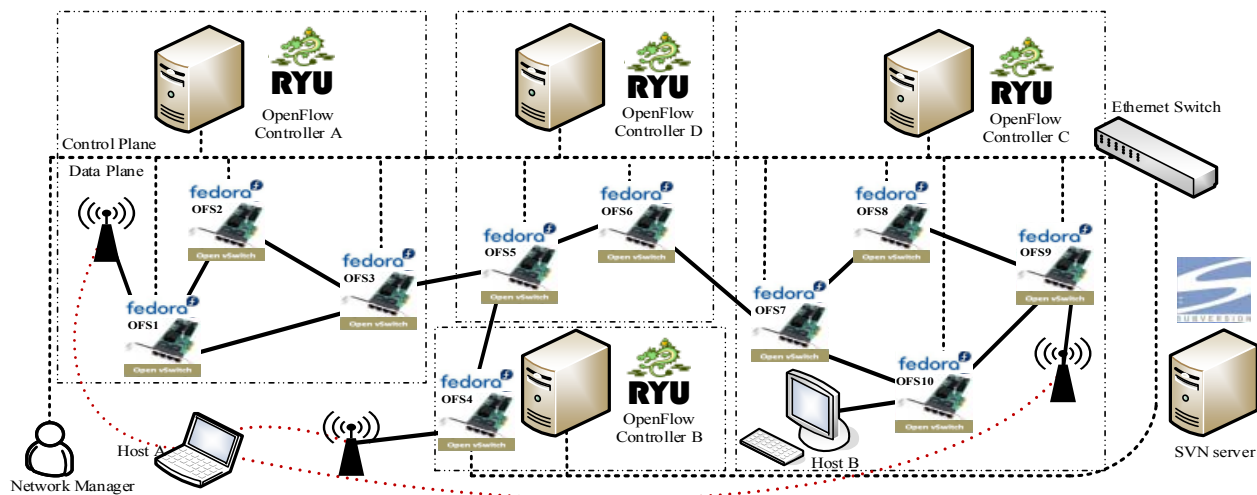 RYU
OpenFlow
Controller A
RYU
OpenFlow
Controller D
RYU
OpenFlow
Controller C
Ethernet Switch
Control Plane
Data Plane
fedora
OFS2
Open vSwitch
fedora
OFS6
Open vSwitch
fedora
OFS8
Open vSwitch
fedora
OFS3
Open vSwitch
fedora
OFS5
Open vSwitch
fedora
OFS9
Open vSwitch
fedora
OFS1
Open vSwitch
fedora
OFS7
Open vSwitch
SUBVERSION
fedora
OFS4
Open vSwitch
RYU
OpenFlow
Controller B
fedora
OFS10
Open vSwitch
Host A
Host B
Network Manager
SVN server